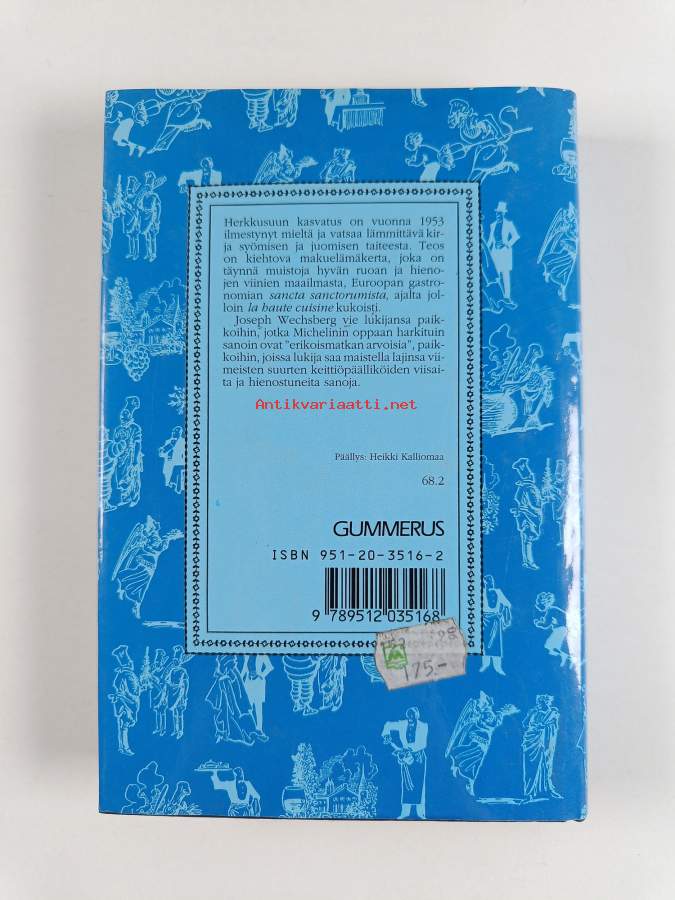 Herkkusuun kasvatus on vuonna 1953
ilmestynyt mieltä ja vatsaa lämmittävä kir-
ja syömisen ja juomisen taiteesta. Teos
on kiehtova makuelämäkerta, joka on
täynnä muistoja hyvän ruoan ja hieno-
jen viinien maailmasta, Euroopan gastro-
nomian sancta sanctorumista, ajalta jol-
loin la haute cuisine kukoisti.
Joseph Wechsberg vie lukijansa paik-
koihin, jotka Michelinin oppaan harkituin
sanoin ovat "erikoismatkan arvoisia", paik-
koihin, joissa lukija saa maistella lajinsa vii-
meisten suurten keittiöpäälliköiden viisai-
ta ja hienostuneita sanoja.
Antikvariaatti.net
Päällys: Heikki Kalliomaa
68.2
GUMMERUS
ISBN 951-20-3516-2
9 789512 035168
175.-